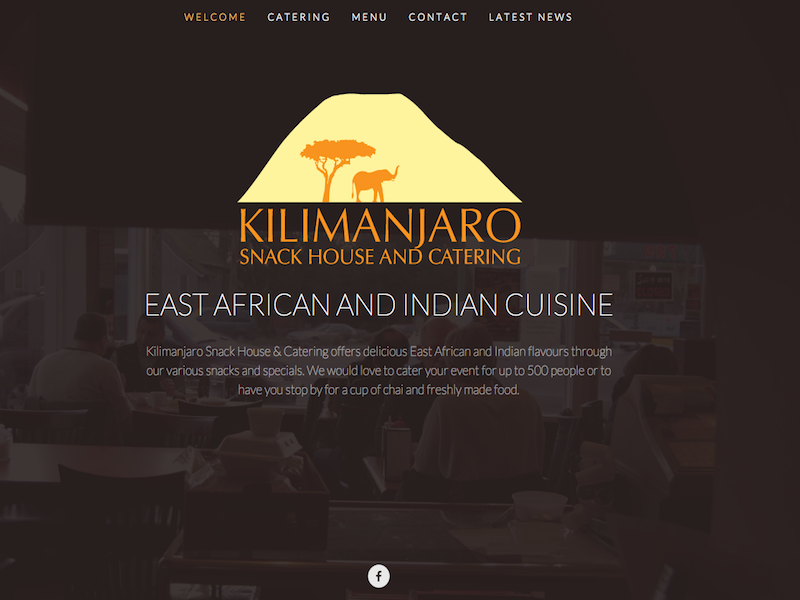 WELCOME CATERING MENU CONTACT LATEST NEWS
KILIMANJARO
SNACK HOUSE AND CATERING
EAST AFRICAN AND INDIAN CUISINE
Kilimanjaro Snack House & Catering offers delicious East African and Indian flavours through
our various snacks and specials. We would love to cater your event for up to 500 people or to
have you stop by for a cup of chai and freshly made food.
f